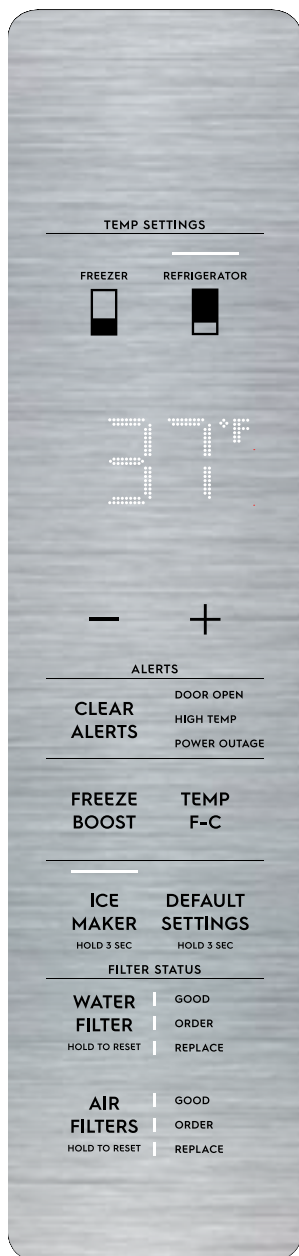 TEMP SETTINGS
FREEZER REFRIGERATOR
37°F
− +
ALERTS
CLEAR ALERTS
DOOR OPEN
HIGH TEMP
POWER OUTAGE
FREEZE BOOST
TEMP F-C
ICE MAKER
HOLD 3 SEC
DEFAULT SETTINGS
HOLD 3 SEC
FILTER STATUS
WATER FILTER
HOLD TO RESET
GOOD
ORDER
REPLACE
AIR FILTERS
HOLD TO RESET
GOOD
ORDER
REPLACE